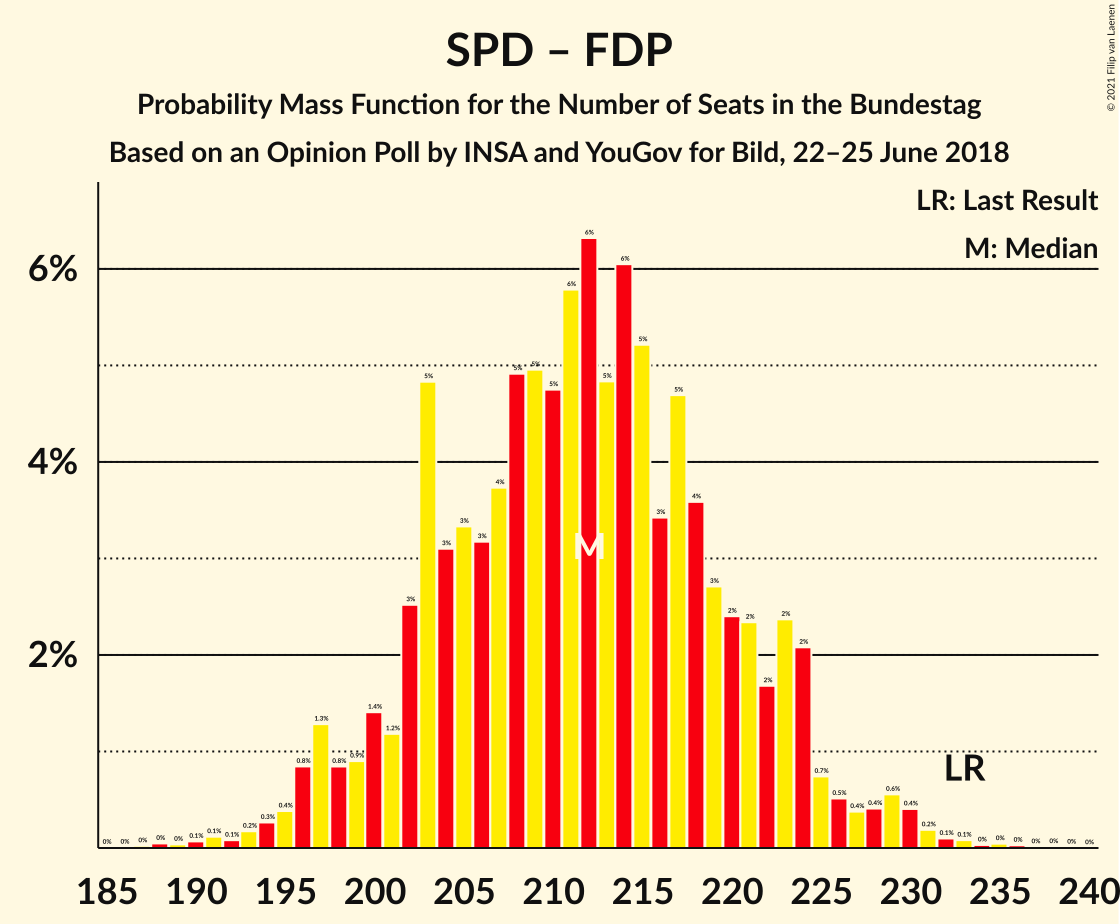 SPD – FDP
Probability Mass Function for the Number of Seats in the Bundestag
Based on an Opinion Poll by INSA and YouGov for Bild, 22–25 June 2018
© 2021 Filip van Laenen
LR: Last Result
M: Median
6%
4%
2%
0% 0% 0% 0% 0% 0.1% 0.1% 0.1% 0.2% 0.3% 0.4% 0.8% 1.3% 0.8% 0.9% 1.4% 1.2% 3% 5% 3% 3% 3% 4% 5% 5% 5% 6% 6% 5% 6% 5% 3% 5% 4% 3% 2% 2% 2% 2% 2% 0.7% 0.5% 0.4% 0.4% 0.6% 0.4% 0.2% 0.1% 0.1% 0% 0% 0% 0% 0% 0% 0%
M
LR
185 190 195 200 205 210 215 220 225 230 235 240